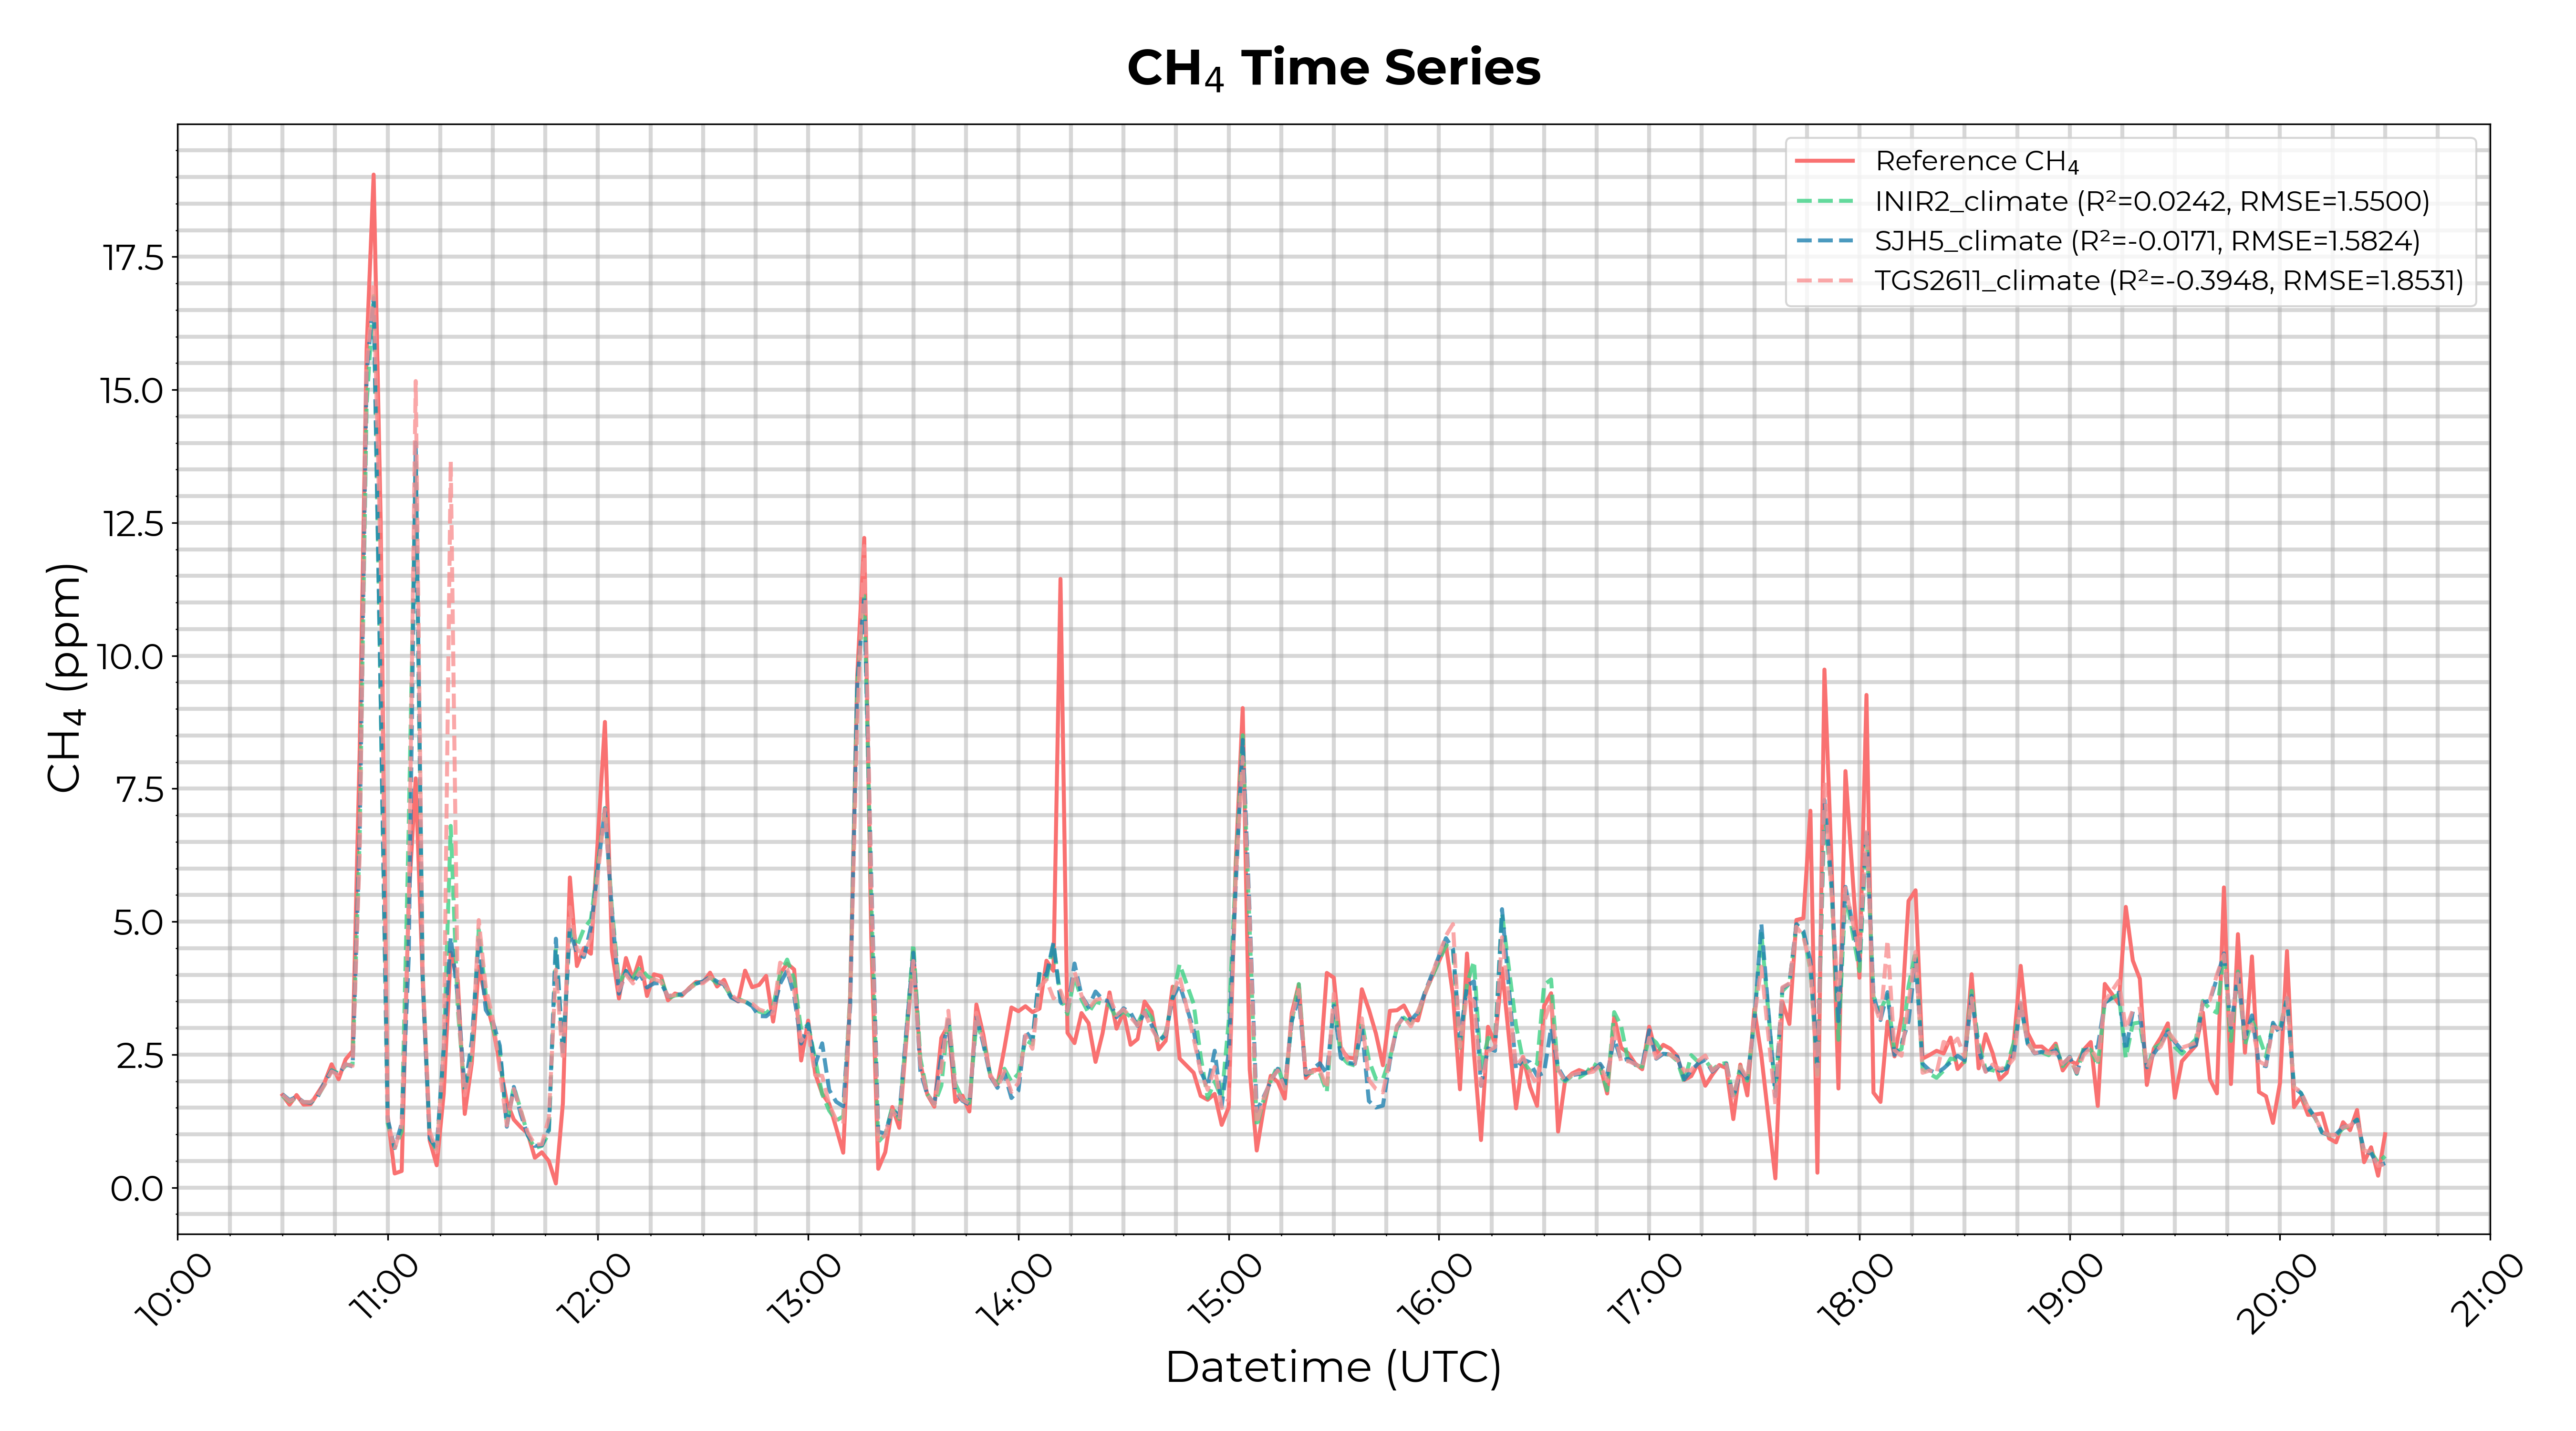 CH₄ Time Series
Reference CH₄
INIR2_climate (R²=0.0242, RMSE=1.5500)
SJH5_climate (R²=-0.0171, RMSE=1.5824)
TGS2611_climate (R²=-0.3948, RMSE=1.8531)
CH₄ (ppm)
17.5
15.0
12.5
10.0
7.5
5.0
2.5
0.0
10:00 11:00 12:00 13:00 14:00 15:00 16:00 17:00 18:00 19:00 20:00 21:00
Datetime (UTC)